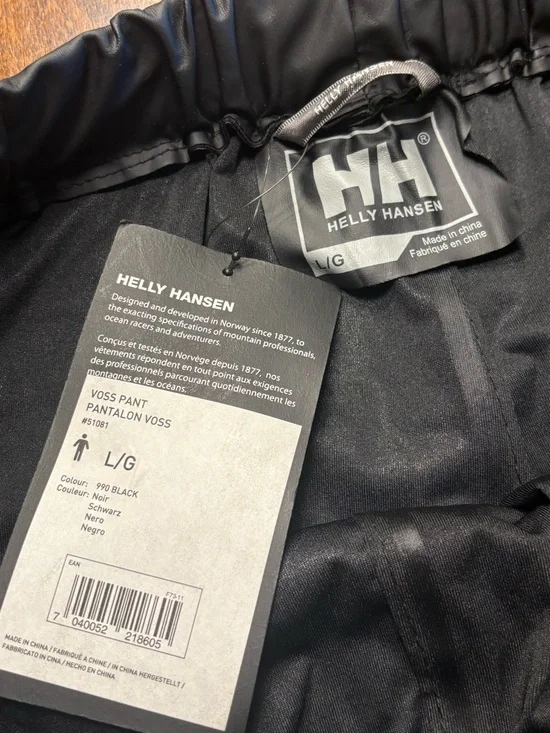 HELLY HANSEN
HH®
HELLY HANSEN
L/G
Made in china
Fabriqué en chine
HELLY HANSEN
Designed and developed in Norway since 1877, to
the exacting specifications of mountain professionals,
ocean racers and adventurers.
Conçus et testés en Norvège depuis 1877, nos
vêtements répondent en tout point aux exigences
des professionnels parcourant quotidiennement les
montagnes et les océans.
VOSS PANT
PANTALON VOSS
#51081
L/G
Colour: 990 BLACK
Couleur: Noir
Schwarz
Nero
Negro
EAN
F73-11
7 040052 218605
MADE IN CHINA / FABRIQUÉ A CHINE / IN CHINA HERGESTELLT /
FABBRICATO IN CINA / HECHO EN CHINA